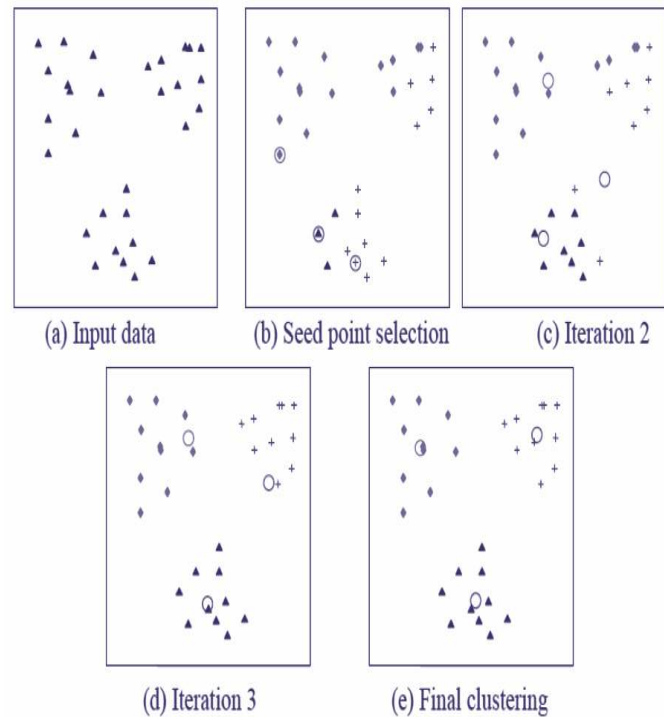 (a) Input data
(b) Seed point selection
(c) Iteration 2
(d) Iteration 3
(e) Final clustering